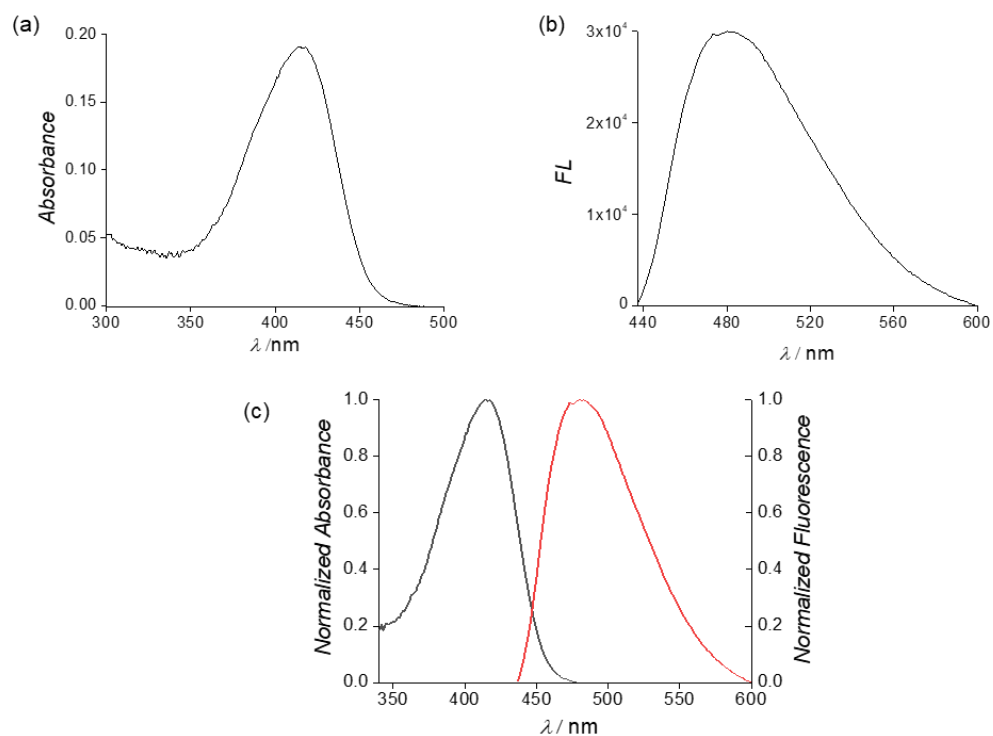 (a)
Absorbance
0.20
0.15
0.10
0.05
0.00
300 350 400 450 500
λ /nm
(b)
FL
3x10⁴
2x10⁴
1x10⁴
0
440 480 520 560 600
λ / nm
(c)
Normalized Absorbance
1.0
0.8
0.6
0.4
0.2
0.0
350 400 450 500 550 600
λ / nm
1.0
0.8
0.6
0.4
0.2
0.0
Normalized Fluorescence